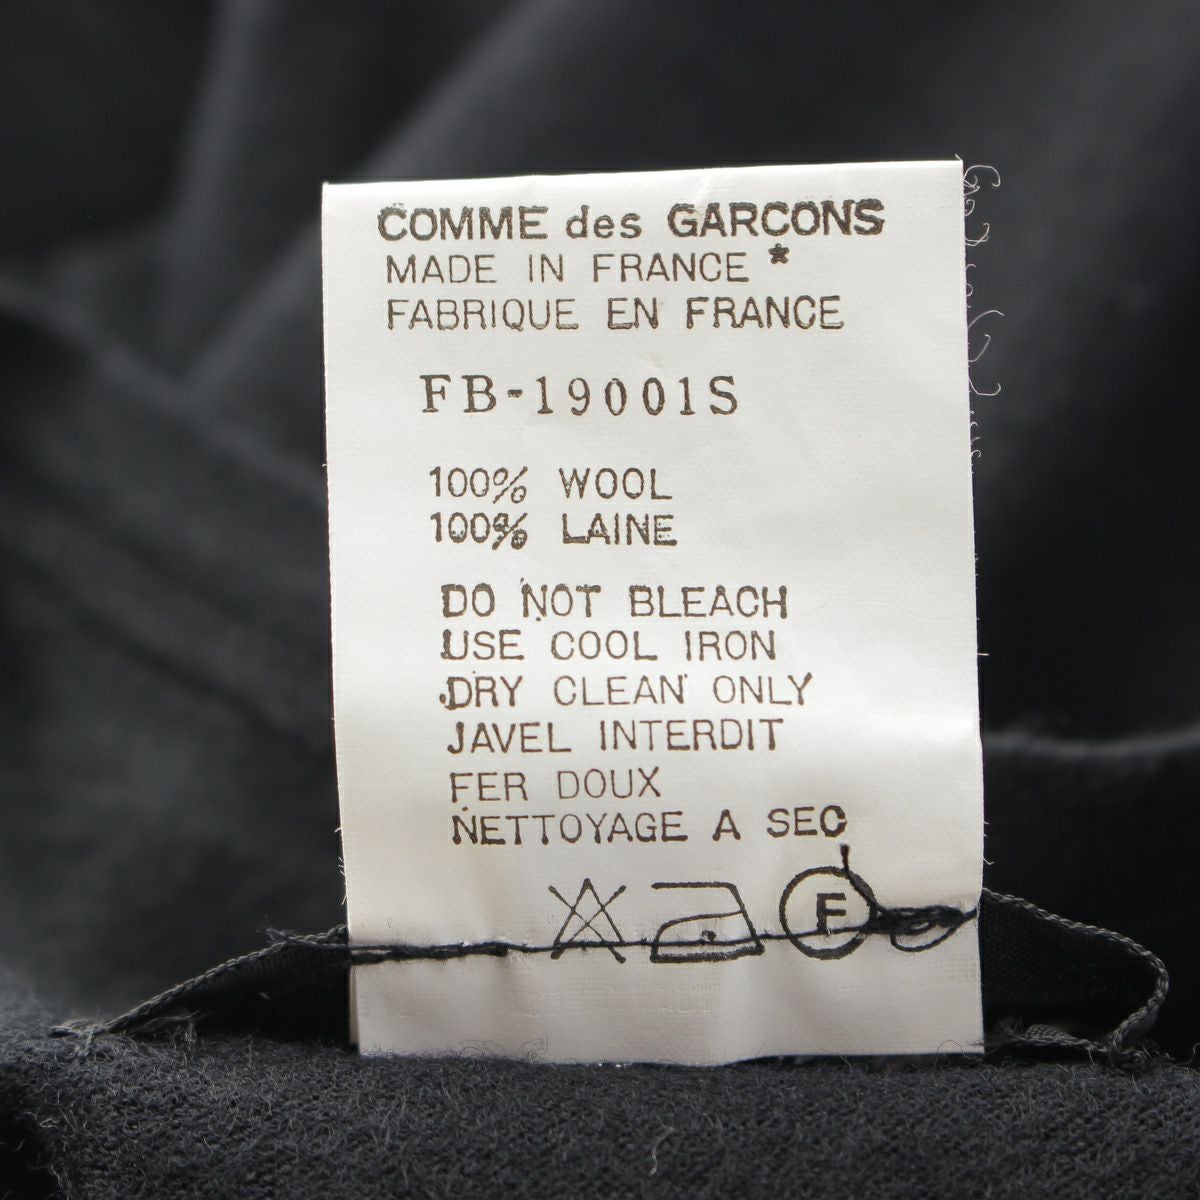 COMME des GARCONS
MADE IN FRANCE *
FABRIQUE EN FRANCE
FB-19001S
100% WOOL
100% LAINE
DO NOT BLEACH
USE COOL IRON
DRY CLEAN ONLY
JAVEL INTERDIT
FER DOUX
NETTOYAGE A SEC
F